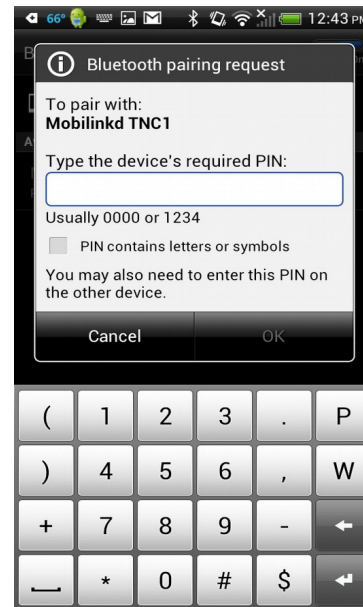 66° 12:43 PM
Bluetooth pairing request
To pair with:
Mobilinkd TNC1
Type the device's required PIN:
Usually 0000 or 1234
PIN contains letters or symbols
You may also need to enter this PIN on
the other device.
Cancel OK
( 1 2 3 . P
) 4 5 6 , W
+ 7 8 9 -
* 0 # $